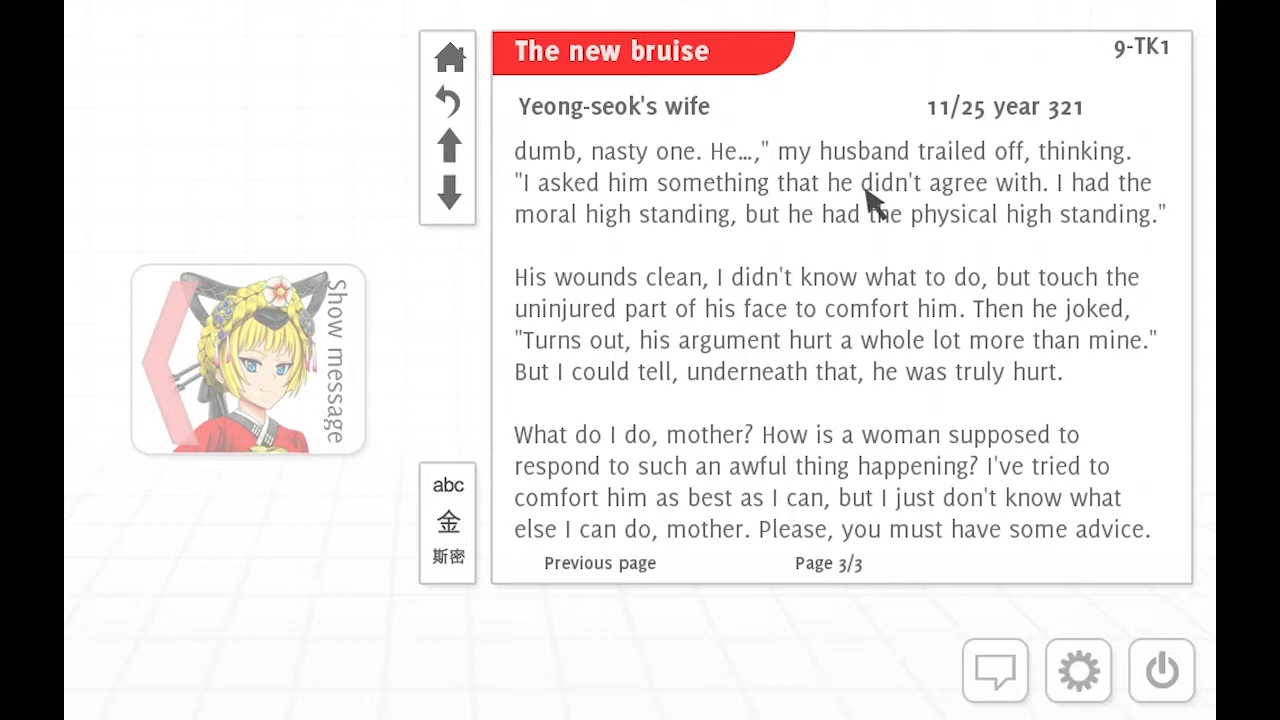 The new bruise
9-TK1
Yeong-seok's wife
11/25 year 321
dumb, nasty one. He…," my husband trailed off, thinking.
"I asked him something that he didn't agree with. I had the
moral high standing, but he had the physical high standing."
His wounds clean, I didn't know what to do, but touch the
uninjured part of his face to comfort him. Then he joked,
"Turns out, his argument hurt a whole lot more than mine."
But I could tell, underneath that, he was truly hurt.
What do I do, mother? How is a woman supposed to
respond to such an awful thing happening? I've tried to
comfort him as best as I can, but I just don't know what
else I can do, mother. Please, you must have some advice.
Previous page
Page 3/3
Show message
abc
金
斯密